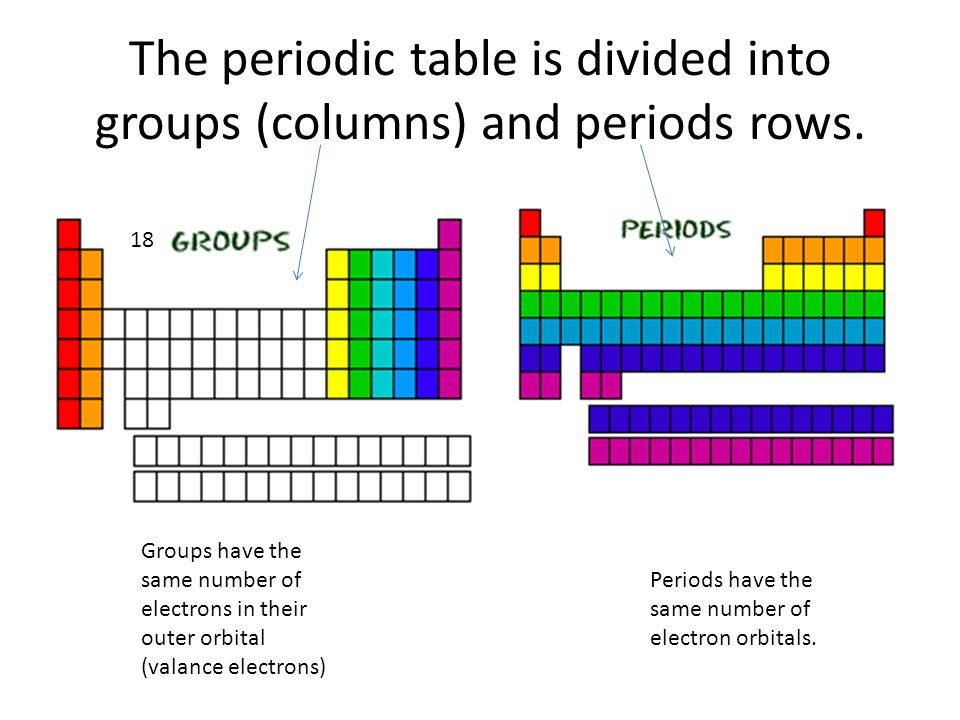 The periodic table is divided into
groups (columns) and periods rows.
18
GROUPS
PERIODS
Groups have the
same number of
electrons in their
outer orbital
(valance electrons)
Periods have the
same number of
electron orbitals.